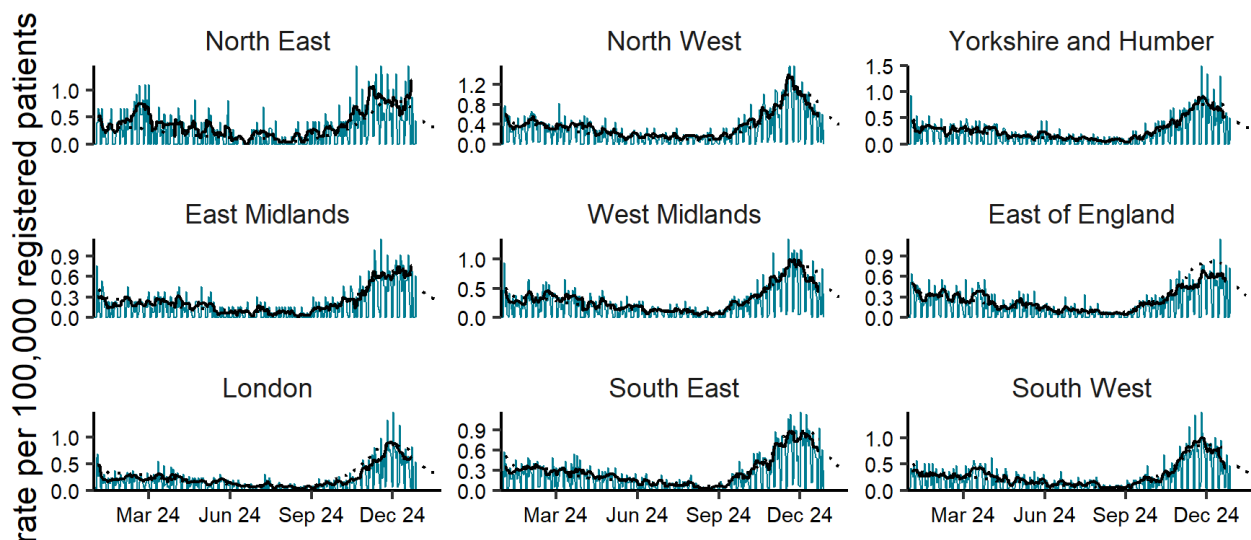 rate per 100,000 registered patients
North East
North West
Yorkshire and Humber
1.0
0.5
0.0
1.2
0.8
0.4
0.0
1.5
1.0
0.5
0.0
East Midlands
West Midlands
East of England
0.9
0.6
0.3
0.0
1.0
0.5
0.0
0.9
0.6
0.3
0.0
London
South East
South West
1.0
0.5
0.0
0.9
0.6
0.3
0.0
1.0
0.5
0.0
Mar 24 Jun 24 Sep 24 Dec 24
Mar 24 Jun 24 Sep 24 Dec 24
Mar 24 Jun 24 Sep 24 Dec 24